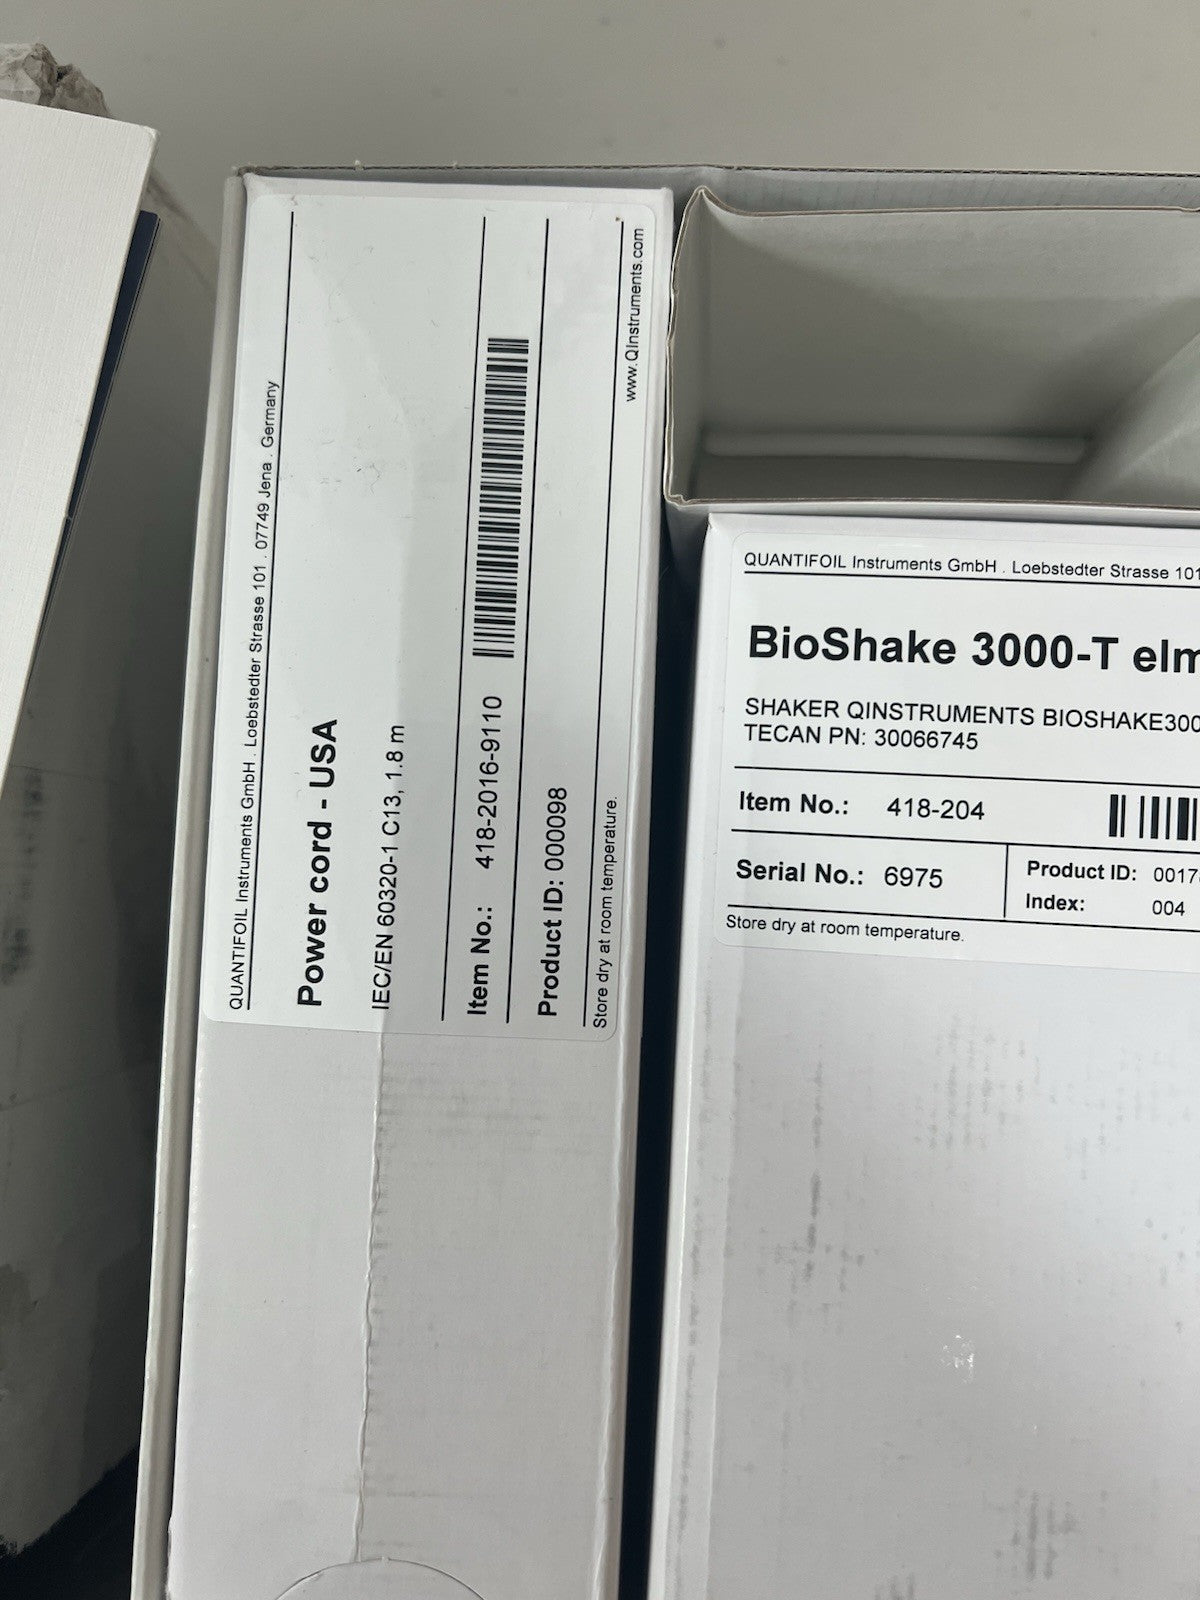 QUANTIFOIL Instruments GmbH . Loebstedter Strasse 101 . 07749 Jena . Germany
Power cord - USA
IEC/EN 60320-1 C13, 1.8 m
Item No.: 418-2016-9110
Product ID: 000098
Store dry at room temperature.
www.QInstruments.com
QUANTIFOIL Instruments GmbH . Loebstedter Strasse 101
BioShake 3000-T elm
SHAKER QINSTRUMENTS BIOSHAKE300
TECAN PN: 30066745
Item No.: 418-204
Serial No.: 6975
Product ID: 0017
Index: 004
Store dry at room temperature.